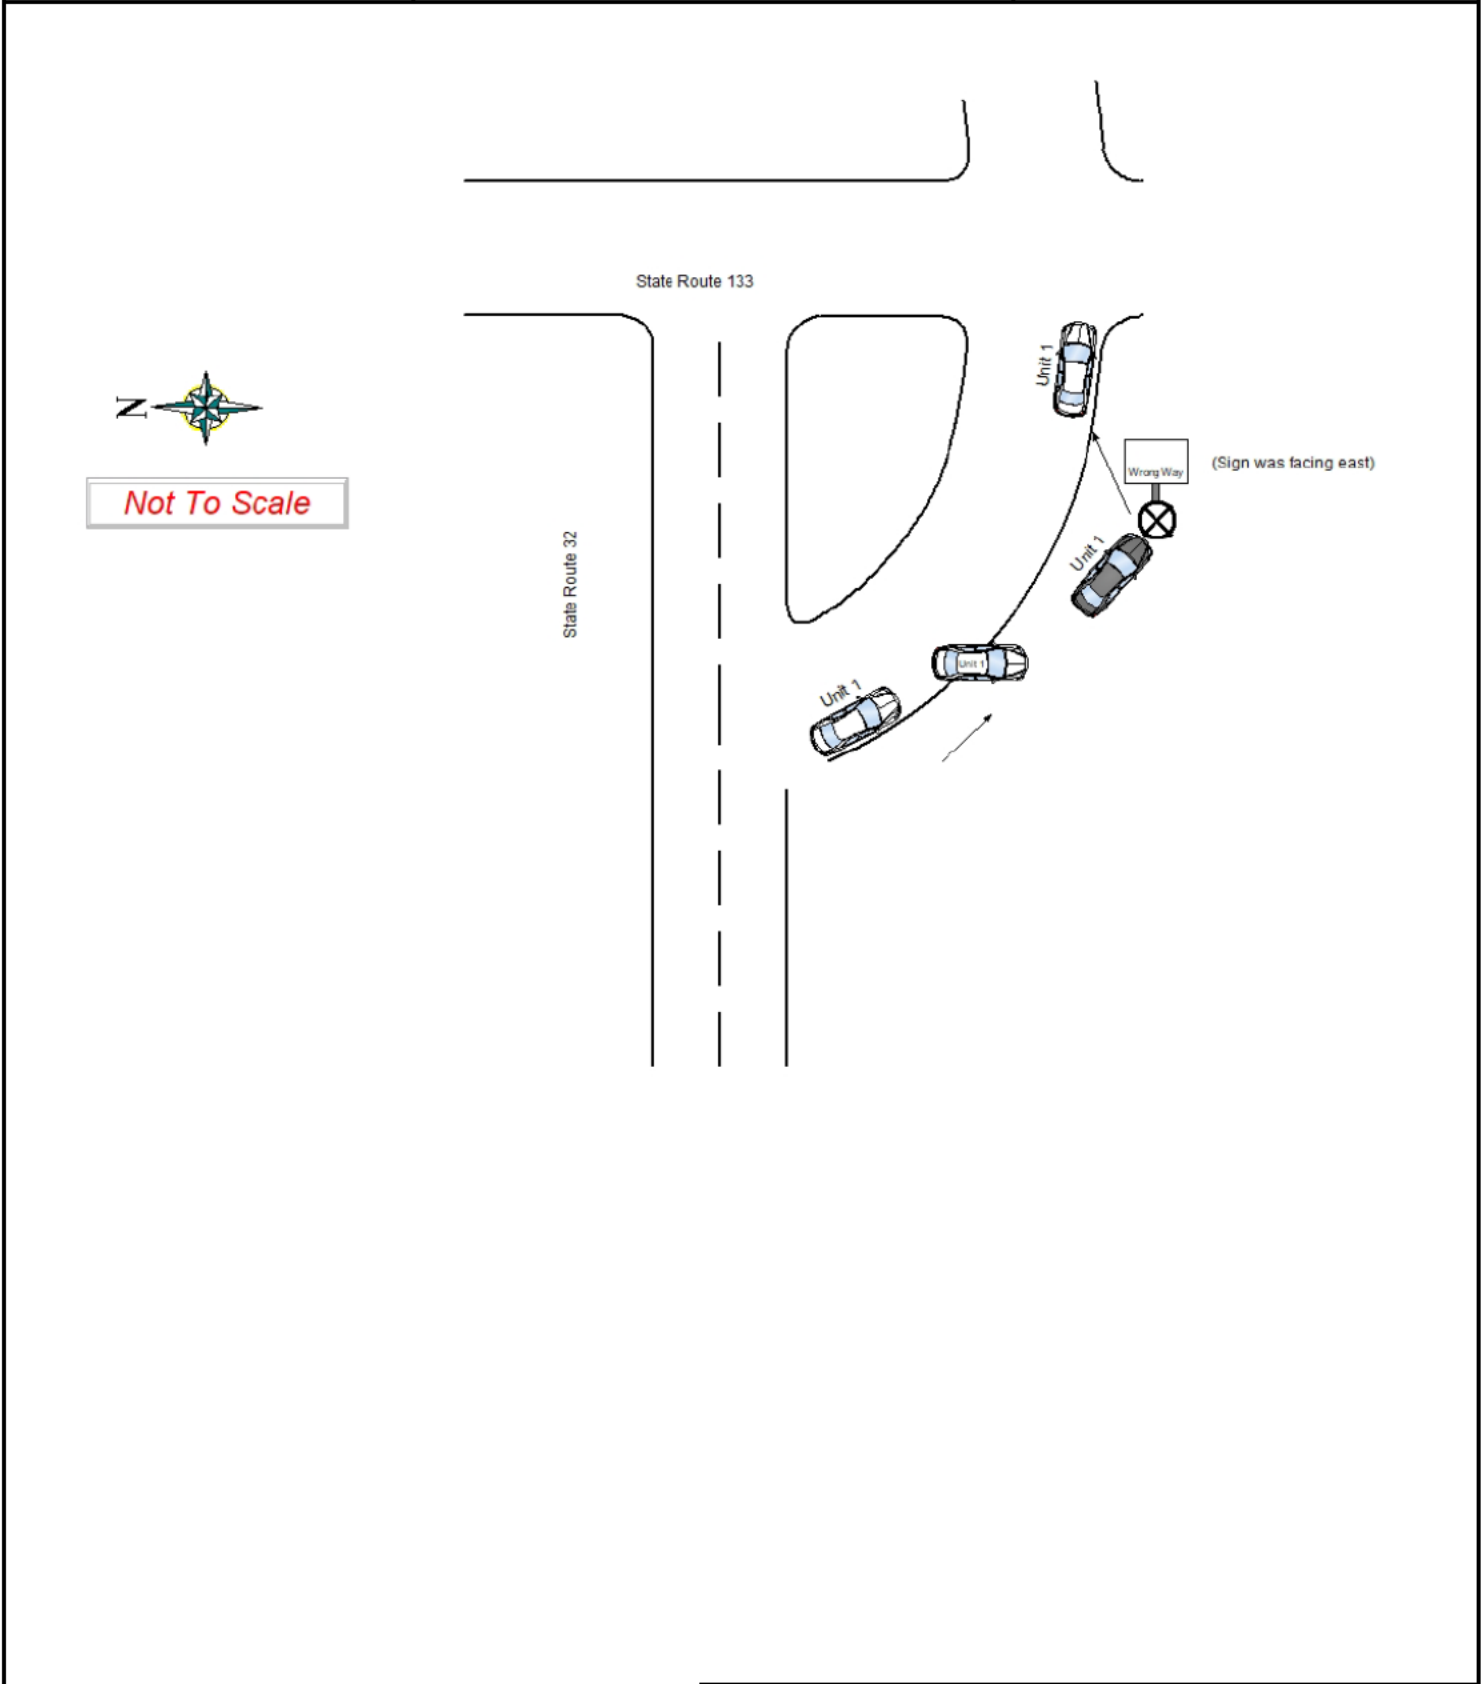 State Route 133
Unit 1
N
Wrong Way
(Sign was facing east)
Not To Scale
State Route 32
Unit 1
Unit 1
Unit 1